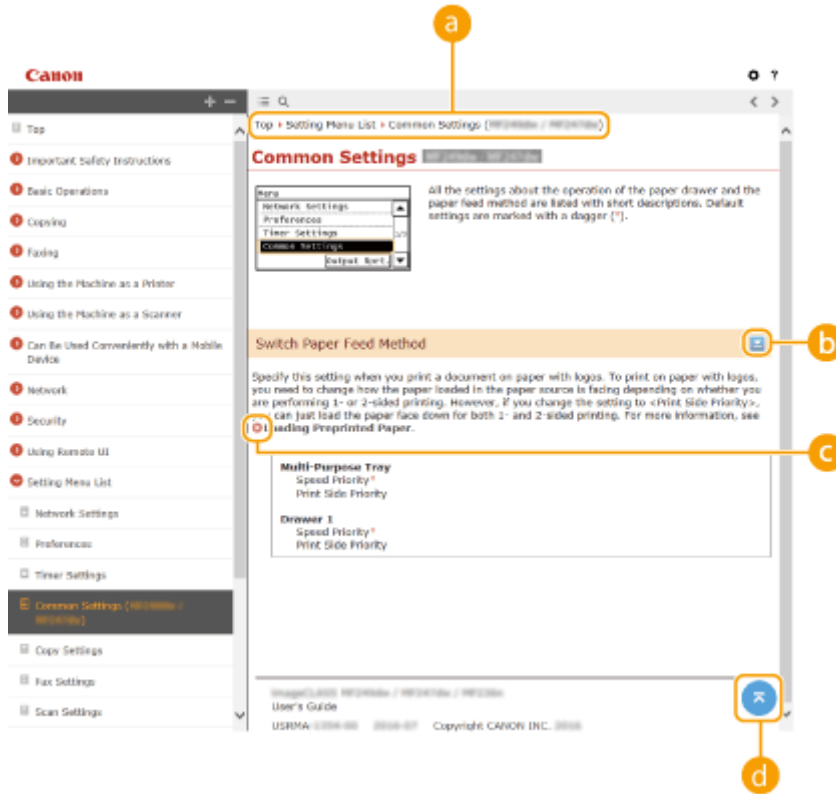 a
Canon
+ −
?
< >
Top
Top › Setting Menu List › Common Settings (
Important Safety Instructions
Common Settings
Basic Operations
Menu
Network Settings
Preferences
Timer Settings
Common Settings
Output Rprt.
All the settings about the operation of the paper drawer and the
paper feed method are listed with short descriptions. Default
settings are marked with a dagger (*).
Copying
Faxing
Using the Machine as a Printer
Using the Machine as a Scanner
Can Be Used Conveniently with a Mobile
Device
Switch Paper Feed Method
b
Network
Security
Using Remote UI
Setting Menu List
Specify this setting when you print a document on paper with logos. To print on paper with logos,
you need to change how the paper loaded in the paper source is facing depending on whether you
are performing 1- or 2-sided printing. However, if you change the setting to <Print Side Priority>,
can just load the paper face down for both 1- and 2-sided printing. For more information, see
Loading Preprinted Paper.
c
Multi-Purpose Tray
Speed Priority*
Print Side Priority
Drawer 1
Speed Priority*
Print Side Priority
Network Settings
Preferences
Timer Settings
Common Settings (
Copy Settings
Fax Settings
Scan Settings
User's Guide
USRMA Copyright CANON INC.
d